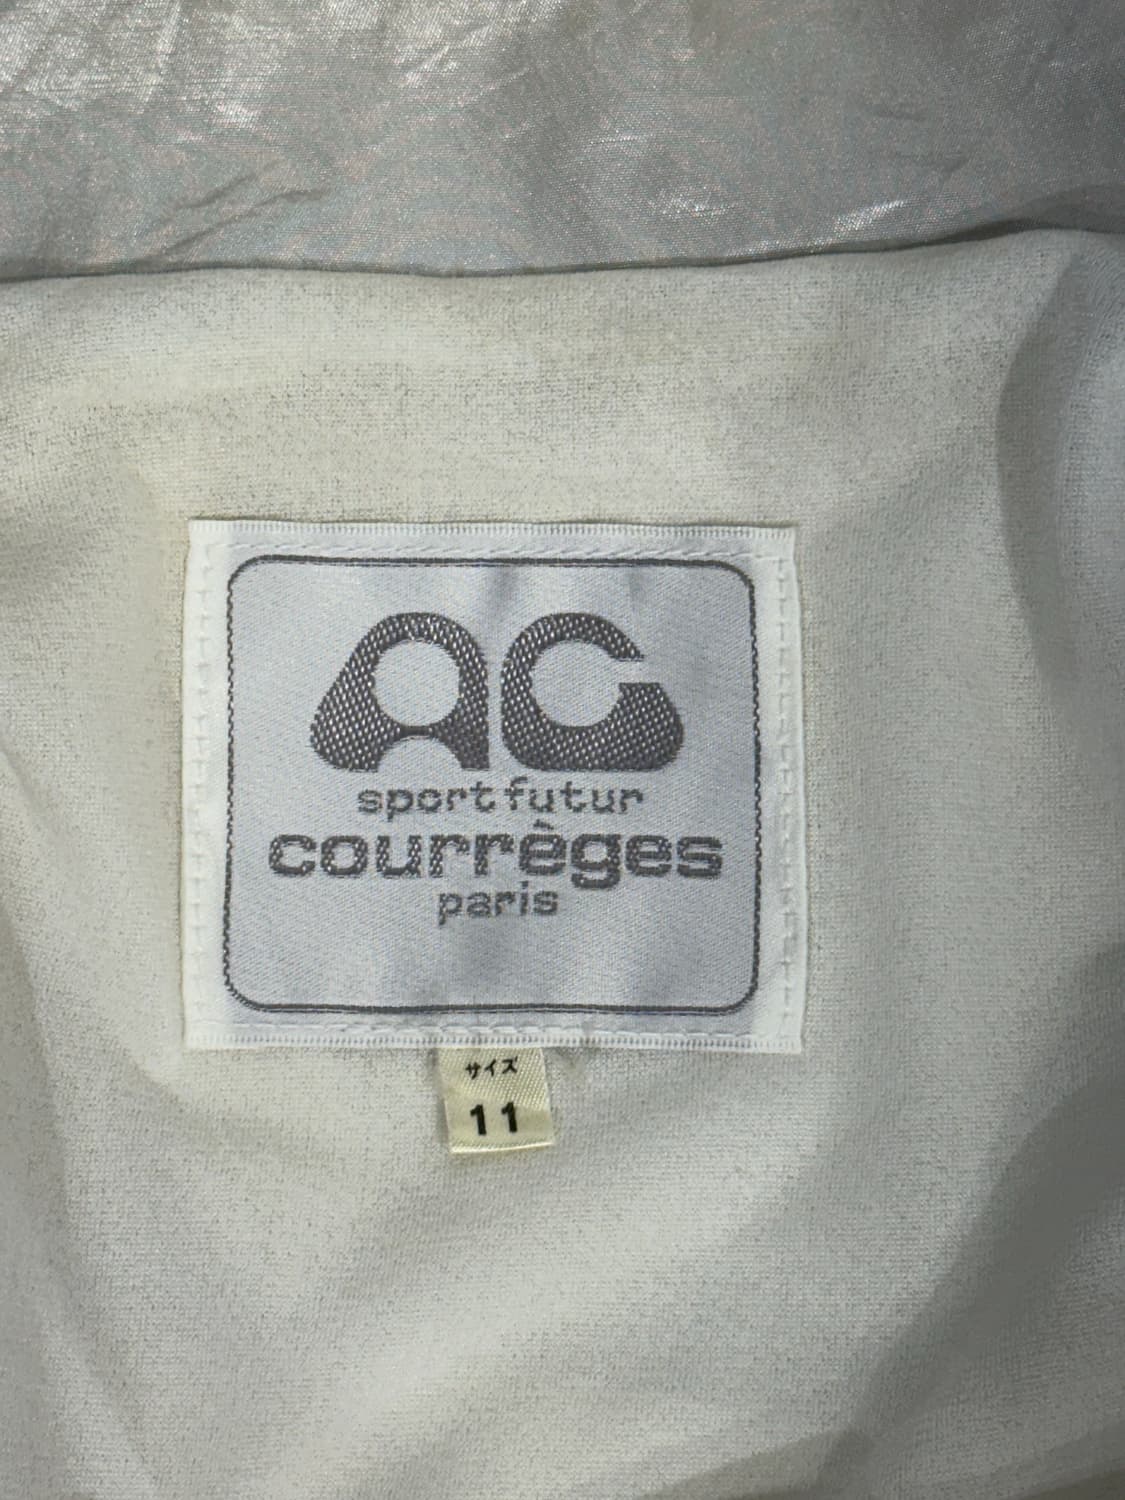 AC
sport futur
courrèges
paris
サイズ
11